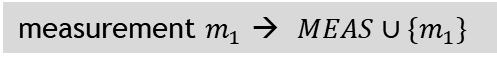 measurement m₁ → MEAS ∪ {m₁}